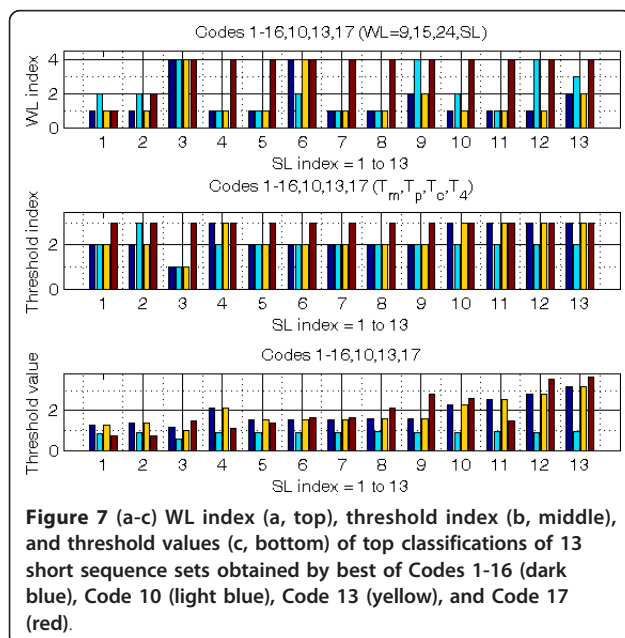 Codes 1-16,10,13,17 (WL=9,15,24,SL)
WL index
4
2
0
1 2 3 4 5 6 7 8 9 10 11 12 13
SL index = 1 to 13
Codes 1-16,10,13,17 (Tm,Tp,Tc,T4)
Threshold index
2
0
1 2 3 4 5 6 7 8 9 10 11 12 13
SL index = 1 to 13
Codes 1-16,10,13,17
Threshold value
2
0
1 2 3 4 5 6 7 8 9 10 11 12 13
SL index = 1 to 13
Figure 7 (a-c) WL index (a, top), threshold index (b, middle),
and threshold values (c, bottom) of top classifications of 13
short sequence sets obtained by best of Codes 1-16 (dark
blue), Code 10 (light blue), Code 13 (yellow), and Code 17
(red).